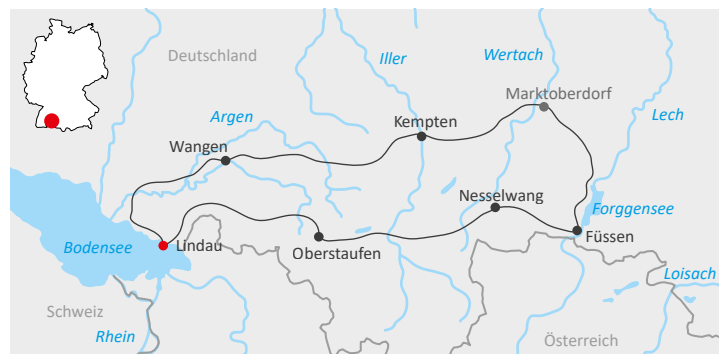 Deutschland
Iller
Wertach
Marktoberdorf
Argen
Kempten
Lech
Wangen
Nesselwang
Forggensee
Füssen
Bodensee
Lindau
Oberstaufen
Loisach
Schweiz
Rhein
Österreich